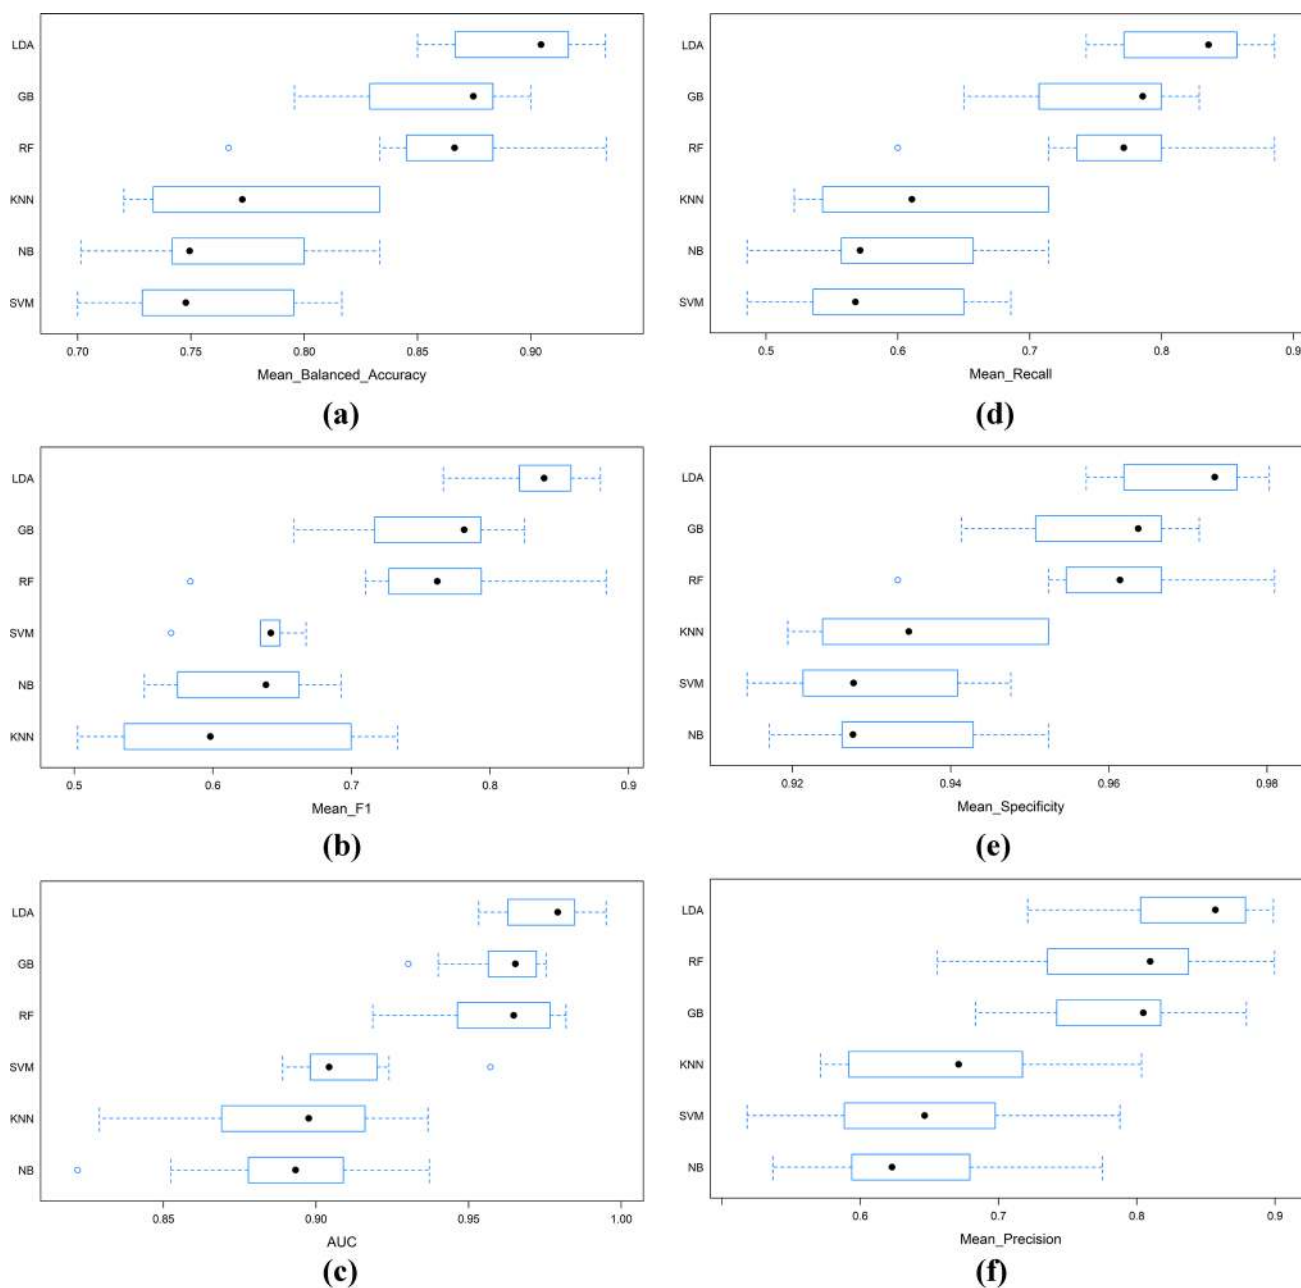 LDA
GB
RF
KNN
NB
SVM
0.70 0.75 0.80 0.85 0.90
Mean_Balanced_Accuracy
(a)
LDA
GB
RF
KNN
NB
SVM
0.5 0.6 0.7 0.8 0.9
Mean_Recall
(d)
LDA
GB
RF
SVM
NB
KNN
0.5 0.6 0.7 0.8 0.9
Mean_F1
(b)
LDA
GB
RF
KNN
SVM
NB
0.92 0.94 0.96 0.98
Mean_Specificity
(e)
LDA
GB
RF
SVM
KNN
NB
0.85 0.90 0.95 1.00
AUC
(c)
LDA
RF
GB
KNN
SVM
NB
0.6 0.7 0.8 0.9
Mean_Precision
(f)